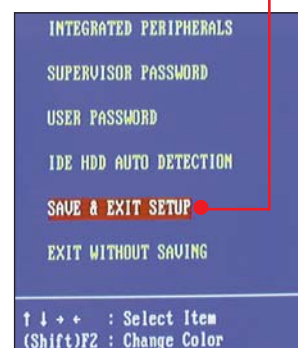 INTEGRATED PERIPHERALS
SUPERVISOR PASSWORD
USER PASSWORD
IDE HDD AUTO DETECTION
SAVE & EXIT SETUP
EXIT WITHOUT SAVING
↑ ↓ → ← : Select Item
(Shift)F2 : Change Color